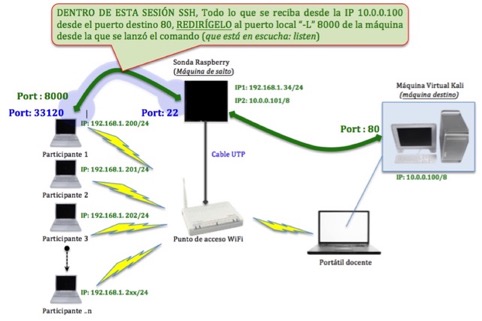 DENTRO DE ESTA SESIÓN SSH, Todo lo que se reciba desde la IP 10.0.0.100
desde el puerto destino 80, REDIRÍGELO al puerto local "-L" 8000 de la máquina
desde la que se lanzó el comando (que está en escucha: listen)
Sonda Raspberry
(Máquina de salto)
Port : 8000
Port: 33120
Port: 22
IP1: 192.168.1. 34/24
IP2: 10.0.0.101/8
Máquina Virtual Kali
(máquina destino)
IP: 192.168.1. 200/24
Port : 80
Participante 1
Cable UTP
IP: 192.168.1. 201/24
IP: 10.0.0.100/8
Participante 2
IP: 192.168.1. 202/24
Participante 3
Punto de acceso WiFi
Portátil docente
IP: 192.168.1. 2xx/24
Participante ..n